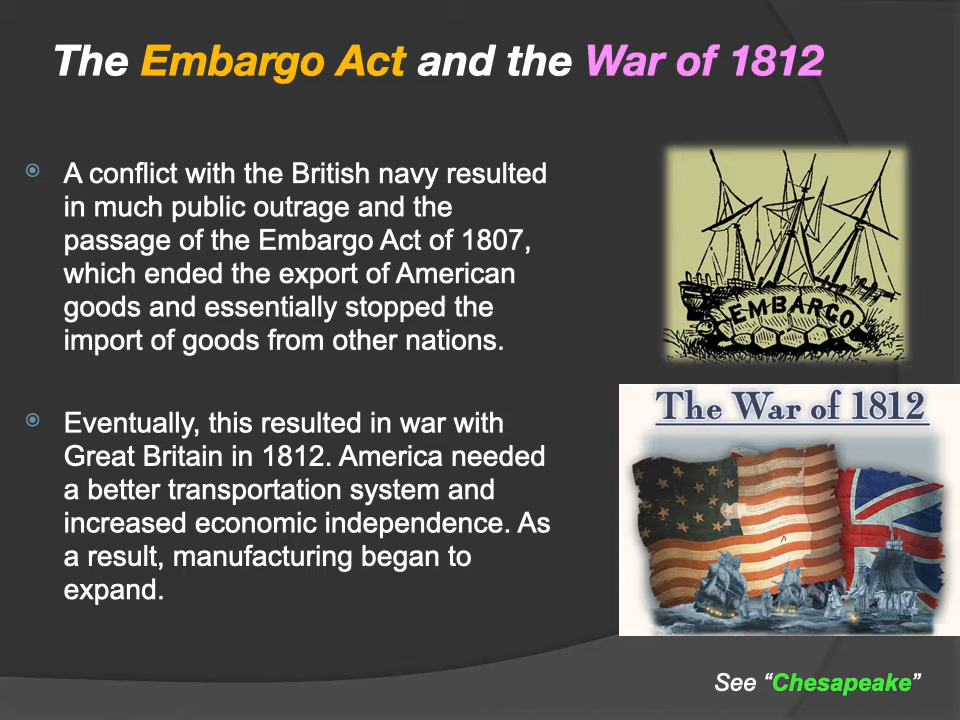 The Embargo Act and the War of 1812
A conflict with the British navy resulted
in much public outrage and the
passage of the Embargo Act of 1807,
which ended the export of American
goods and essentially stopped the
import of goods from other nations.
EMBARGO
Eventually, this resulted in war with
Great Britain in 1812. America needed
a better transportation system and
increased economic independence. As
a result, manufacturing began to
expand.
The War of 1812
See “Chesapeake”